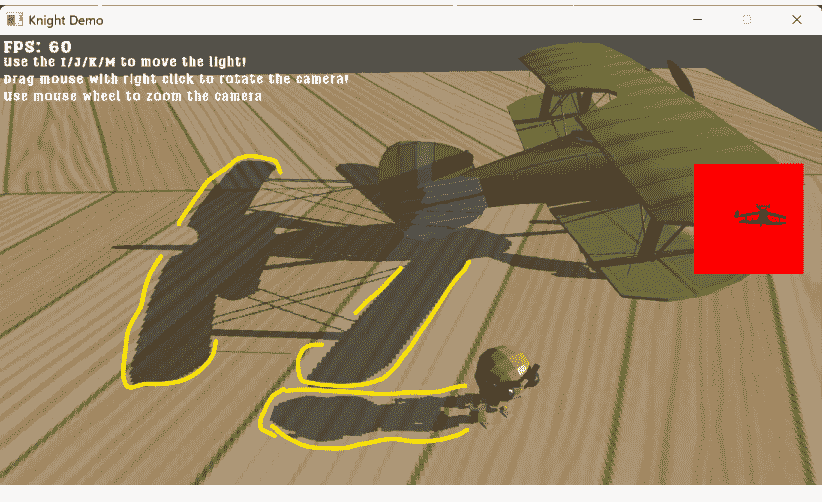 Knight Demo
FPS: 60
Use the I/J/K/M to move the light!
Drag mouse with right click to rotate the camera!
Use mouse wheel to zoom the camera